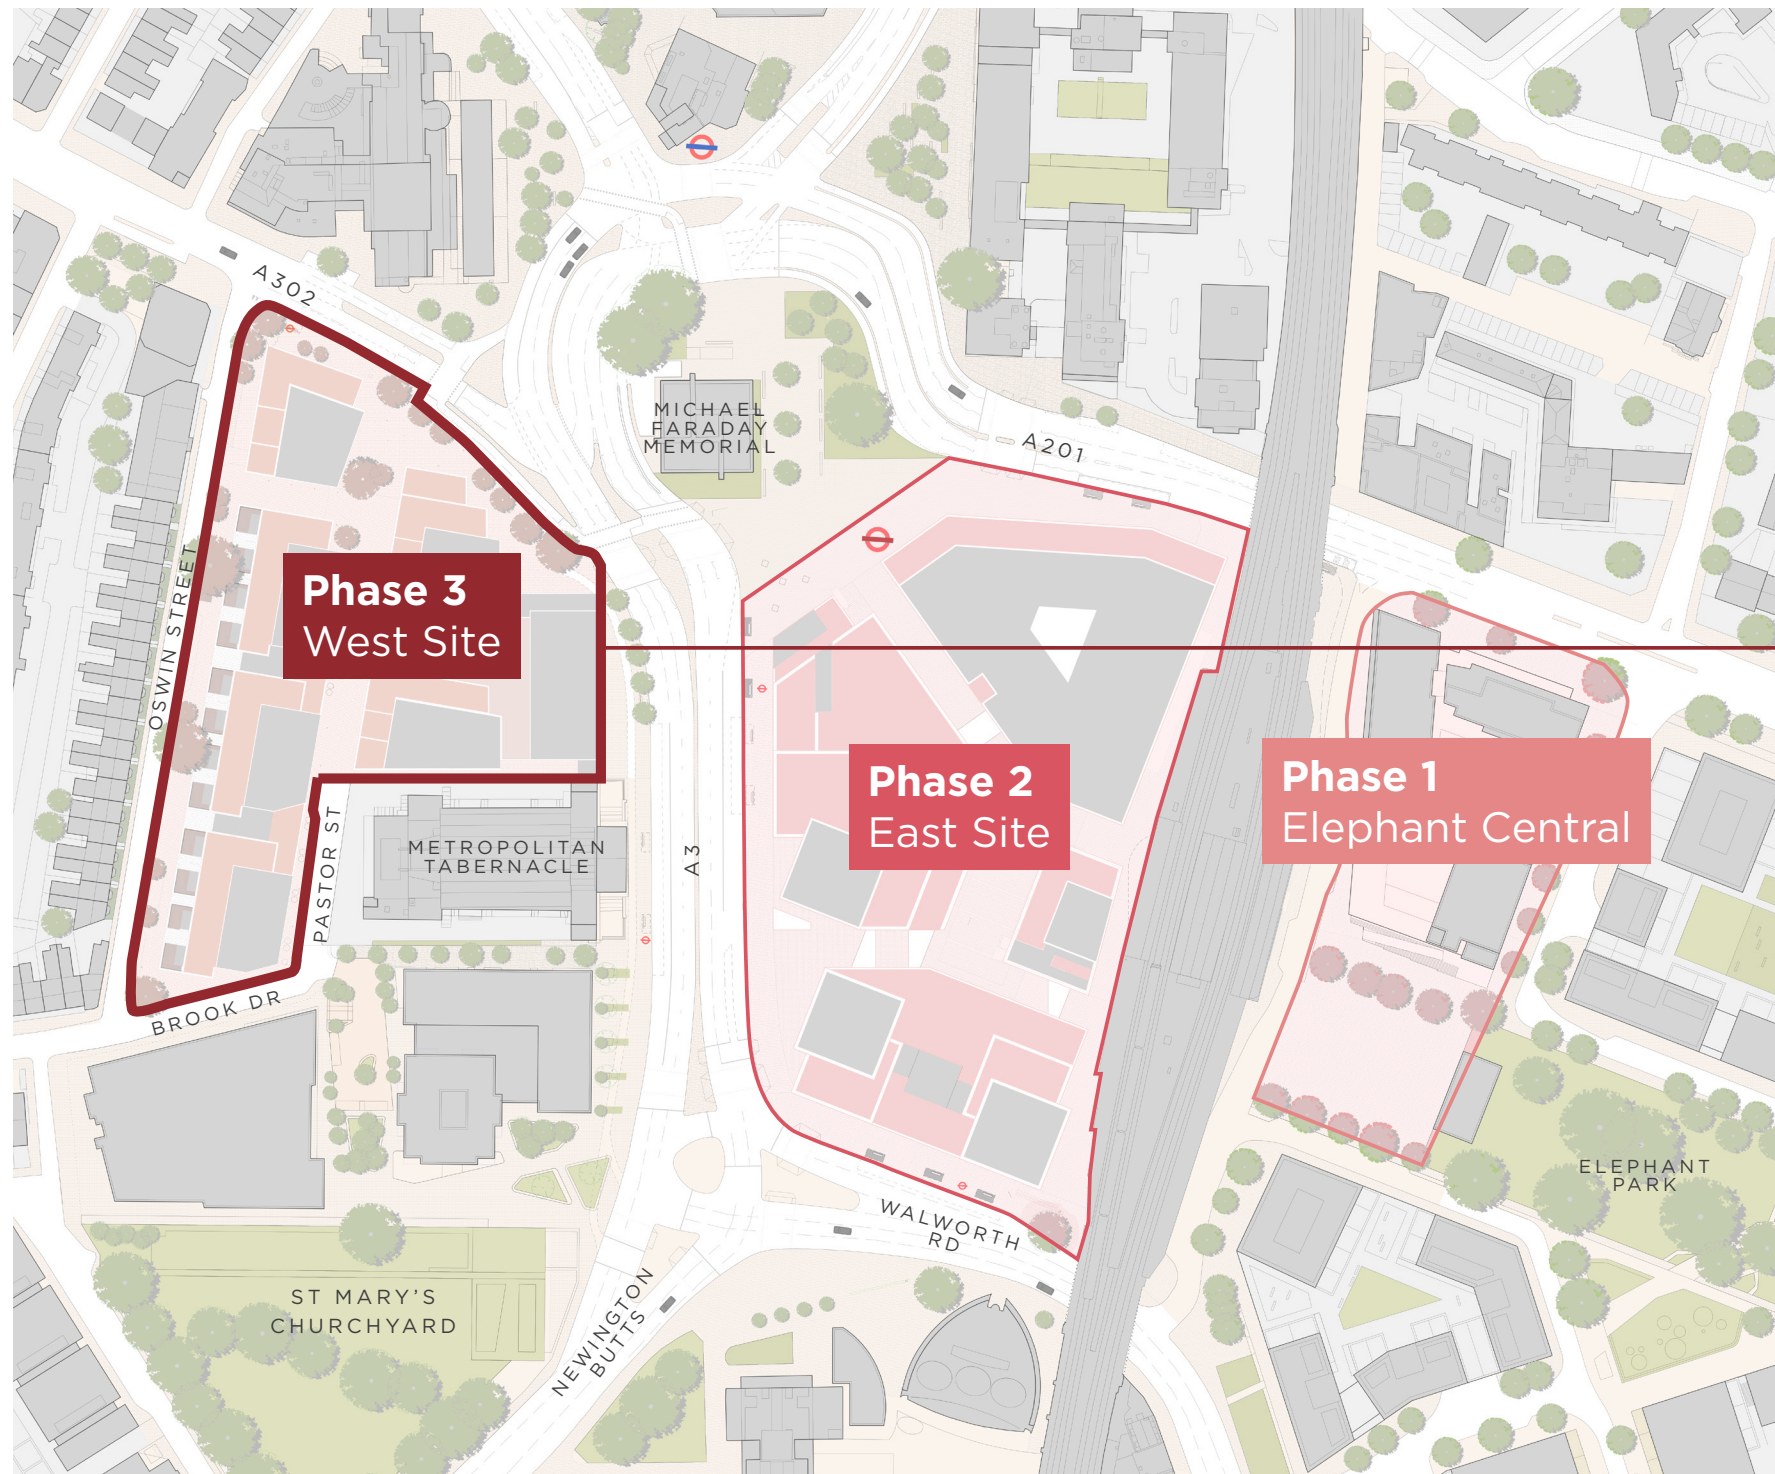 A302
MICHAEL
FARADAY
MEMORIAL
A201
OSWIN STREET
Phase 3
West Site
Phase 2
East Site
Phase 1
Elephant Central
PASTOR ST
METROPOLITAN
TABERNACLE
A3
BROOK DR
ELEPHANT
PARK
WALWORTH
RD
ST MARY'S
CHURCHYARD
NEWINGTON
BUTTS